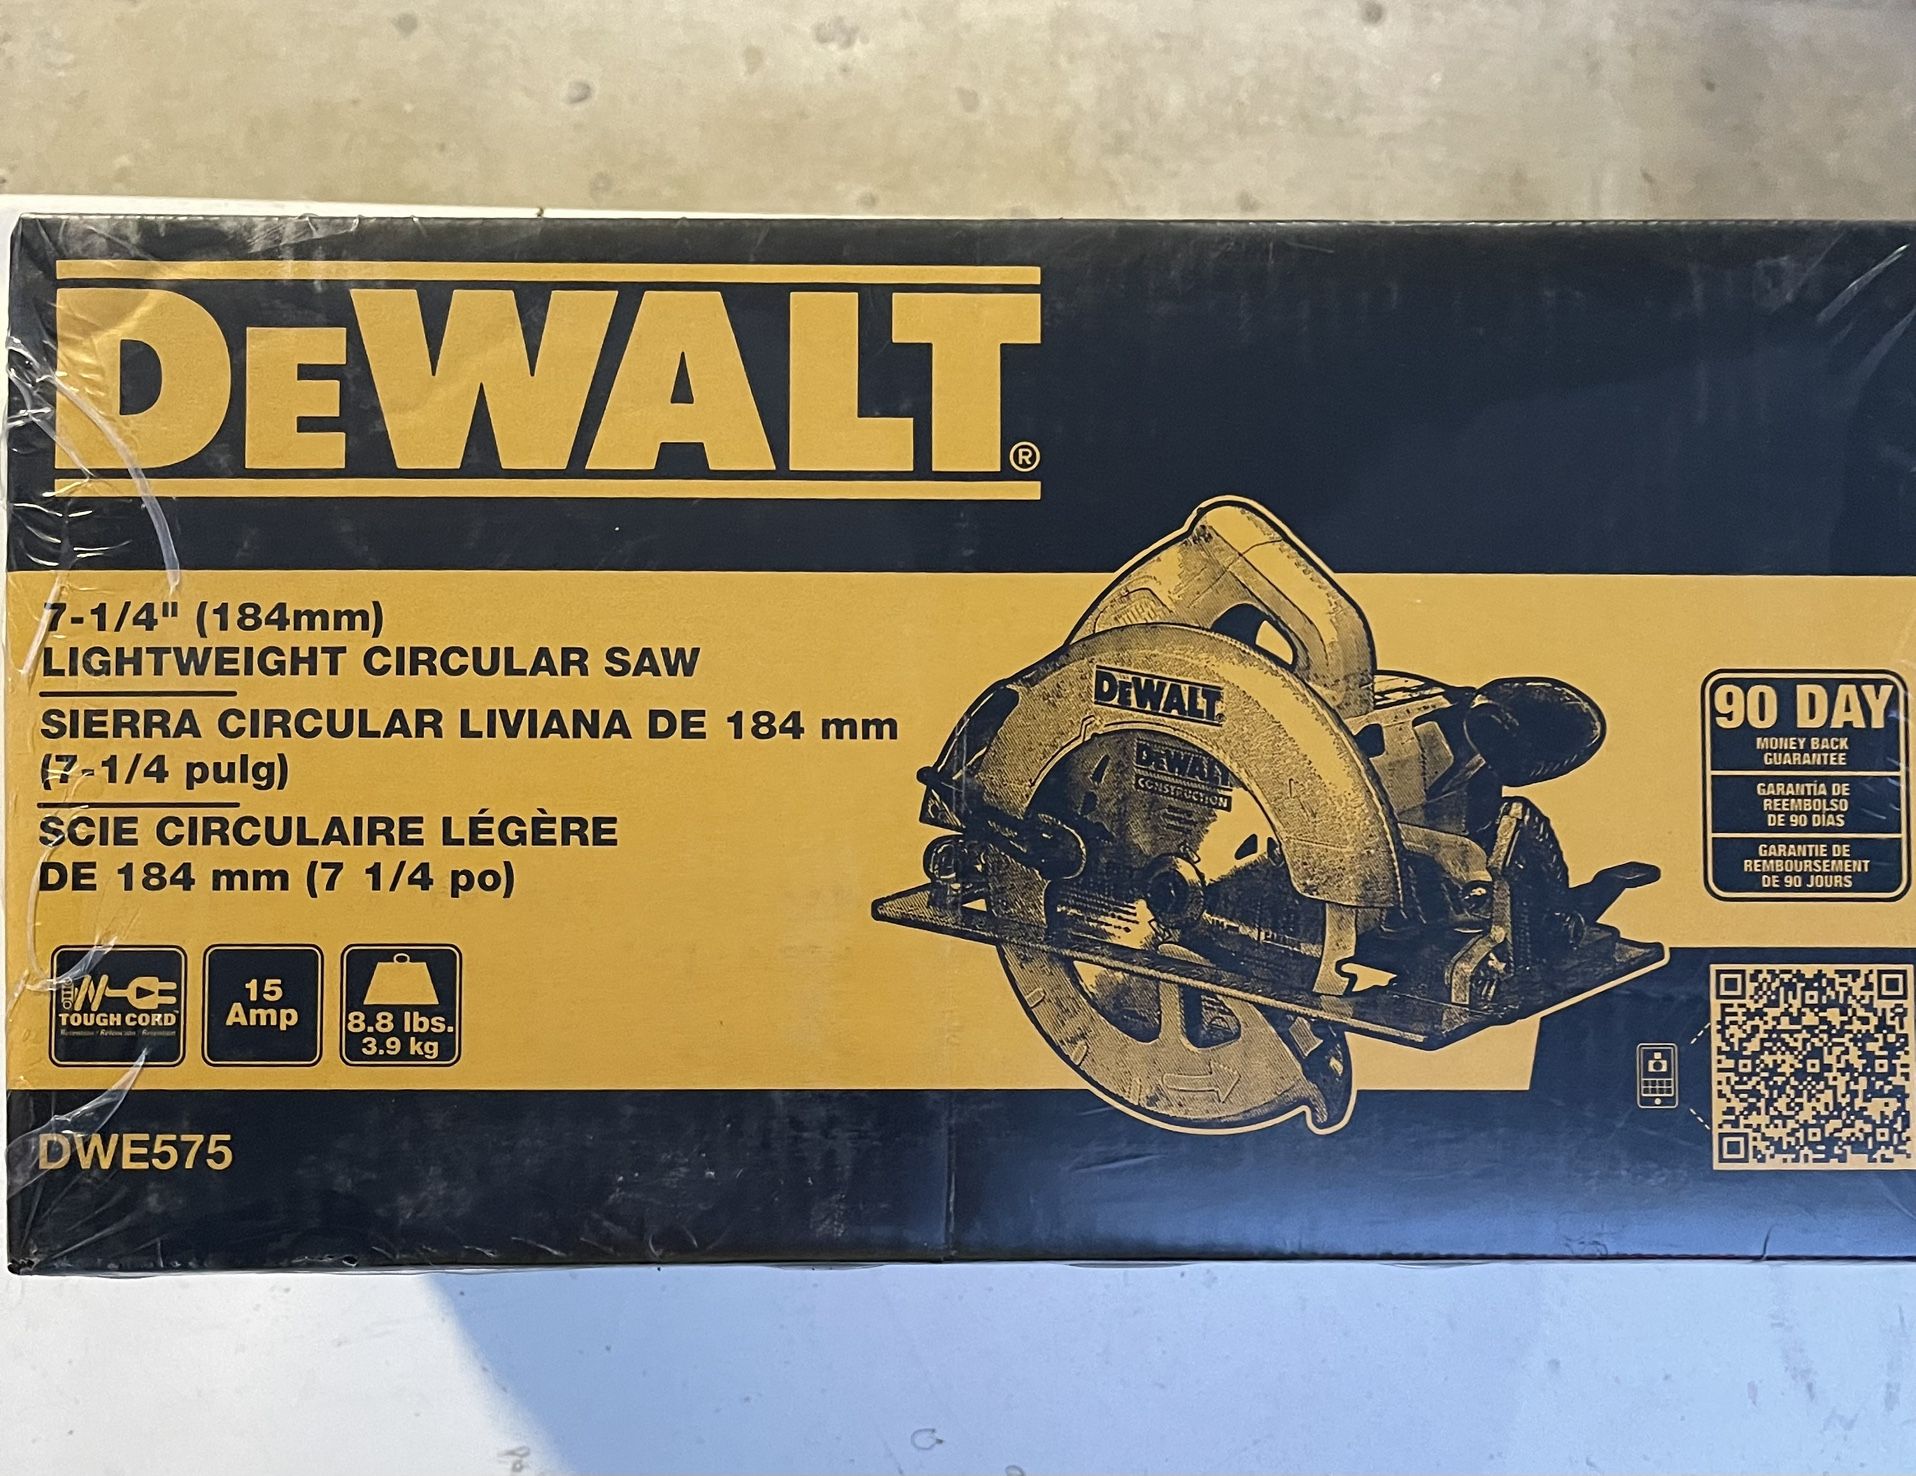 DEWALT®
7-1/4" (184mm)
LIGHTWEIGHT CIRCULAR SAW
SIERRA CIRCULAR LIVIANA DE 184 mm
(7-1/4 pulg)
SCIE CIRCULAIRE LÉGÈRE
DE 184 mm (7 1/4 po)
TOUGH CORD™
15
Amp
8.8 lbs.
3.9 kg
DWE575
DEWALT
DEWALT
CONSTRUCTION
90 DAY
MONEY BACK
GUARANTEE
GARANTÍA DE
REEMBOLSO
DE 90 DÍAS
GARANTIE DE
REMBOURSEMENT
DE 90 JOURS